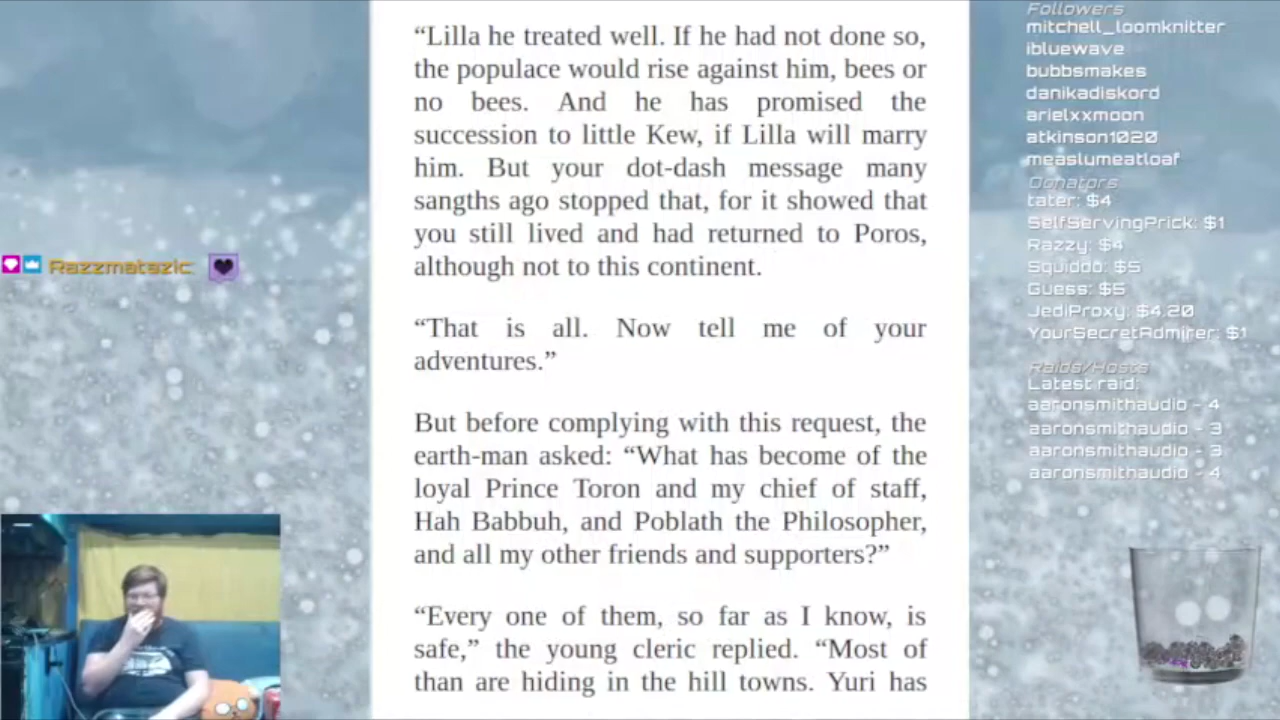 “Lilla he treated well. If he had not done so,
the populace would rise against him, bees or
no bees. And he has promised the
succession to little Kew, if Lilla will marry
him. But your dot-dash message many
sangths ago stopped that, for it showed that
you still lived and had returned to Poros,
although not to this continent.
“That is all. Now tell me of your
adventures.”
But before complying with this request, the
earth-man asked: “What has become of the
loyal Prince Toron and my chief of staff,
Hah Babbuh, and Poblath the Philosopher,
and all my other friends and supporters?”
“Every one of them, so far as I know, is
safe,” the young cleric replied. “Most of
than are hiding in the hill towns. Yuri has
Razzmatazic
Followers
mitchell_loomknitter
ibluewave
bubbsmakes
danikadiskord
arielxxmoon
atkinson1020
measlymeatloaf
Donators
tater: $4
SelfServingPrick: $1
Razzy: $4
Squiddo: $5
Guess: $5
JediProxy: $4.20
YourSecretAdmirer: $1
Raids/Hosts
Latest raid:
aaronsmithaudio - 4
aaronsmithaudio - 3
aaronsmithaudio - 3
aaronsmithaudio - 4